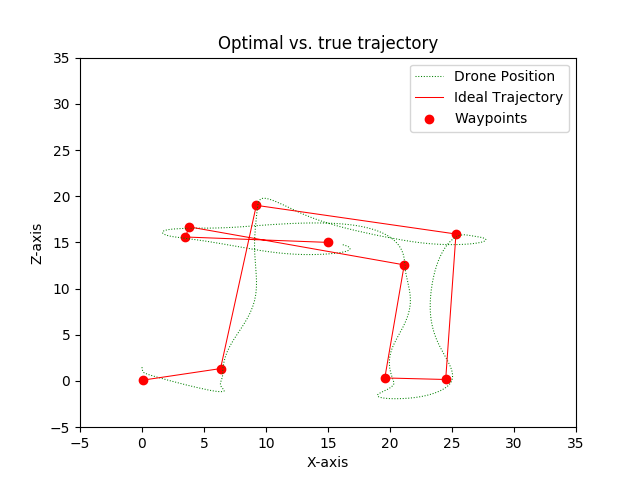 Optimal vs. true trajectory
Drone Position
Ideal Trajectory
Waypoints
35
30
25
20
15
10
5
0
−5
Z-axis
−5 0 5 10 15 20 25 30 35
X-axis